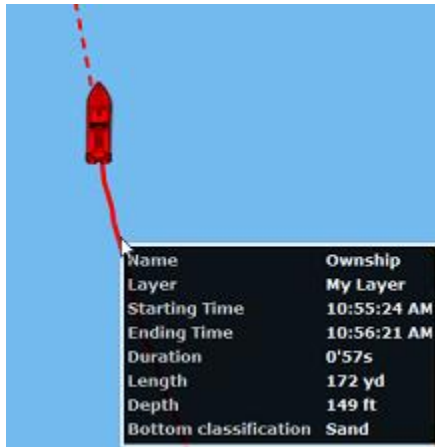 Name Ownship
Layer My Layer
Starting Time 10:55:24 AM
Ending Time 10:56:21 AM
Duration 0'57s
Length 172 yd
Depth 149 ft
Bottom classification Sand